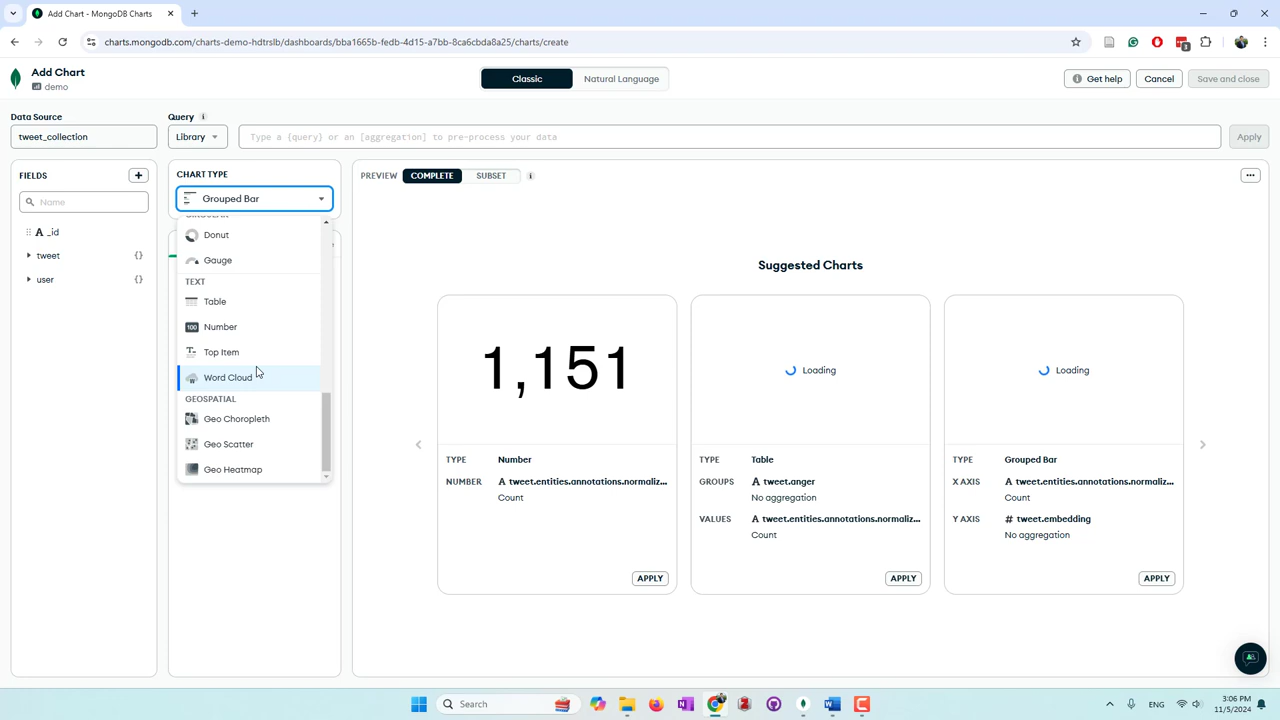 Add Chart - MongoDB Charts
charts.mongodb.com/charts-demo-hdtrslb/dashboards/bba1665b-fedb-4d15-a7bb-8ca6cbda8a25/charts/create
Add Chart
demo
Classic
Natural Language
Get help
Cancel
Save and close
Data Source
Query
tweet_collection
Library
Type a {query} or an [aggregation] to pre-process your data
Apply
FIELDS
Name
A _id
tweet {}
user {}
CHART TYPE
Grouped Bar
Donut
Gauge
TEXT
Table
100 Number
Top Item
Word Cloud
GEOSPATIAL
Geo Choropleth
Geo Scatter
Geo Heatmap
PREVIEW COMPLETE SUBSET
Suggested Charts
1,151
TYPE Number
NUMBER A tweet.entities.annotations.normaliz...
Count
APPLY
Loading
TYPE Table
GROUPS A tweet.anger
No aggregation
VALUES A tweet.entities.annotations.normaliz...
Count
APPLY
Loading
TYPE Grouped Bar
X AXIS A tweet.entities.annotations.normaliz...
Count
Y AXIS # tweet.embedding
No aggregation
APPLY
Search
ENG
3:06 PM
11/5/2024